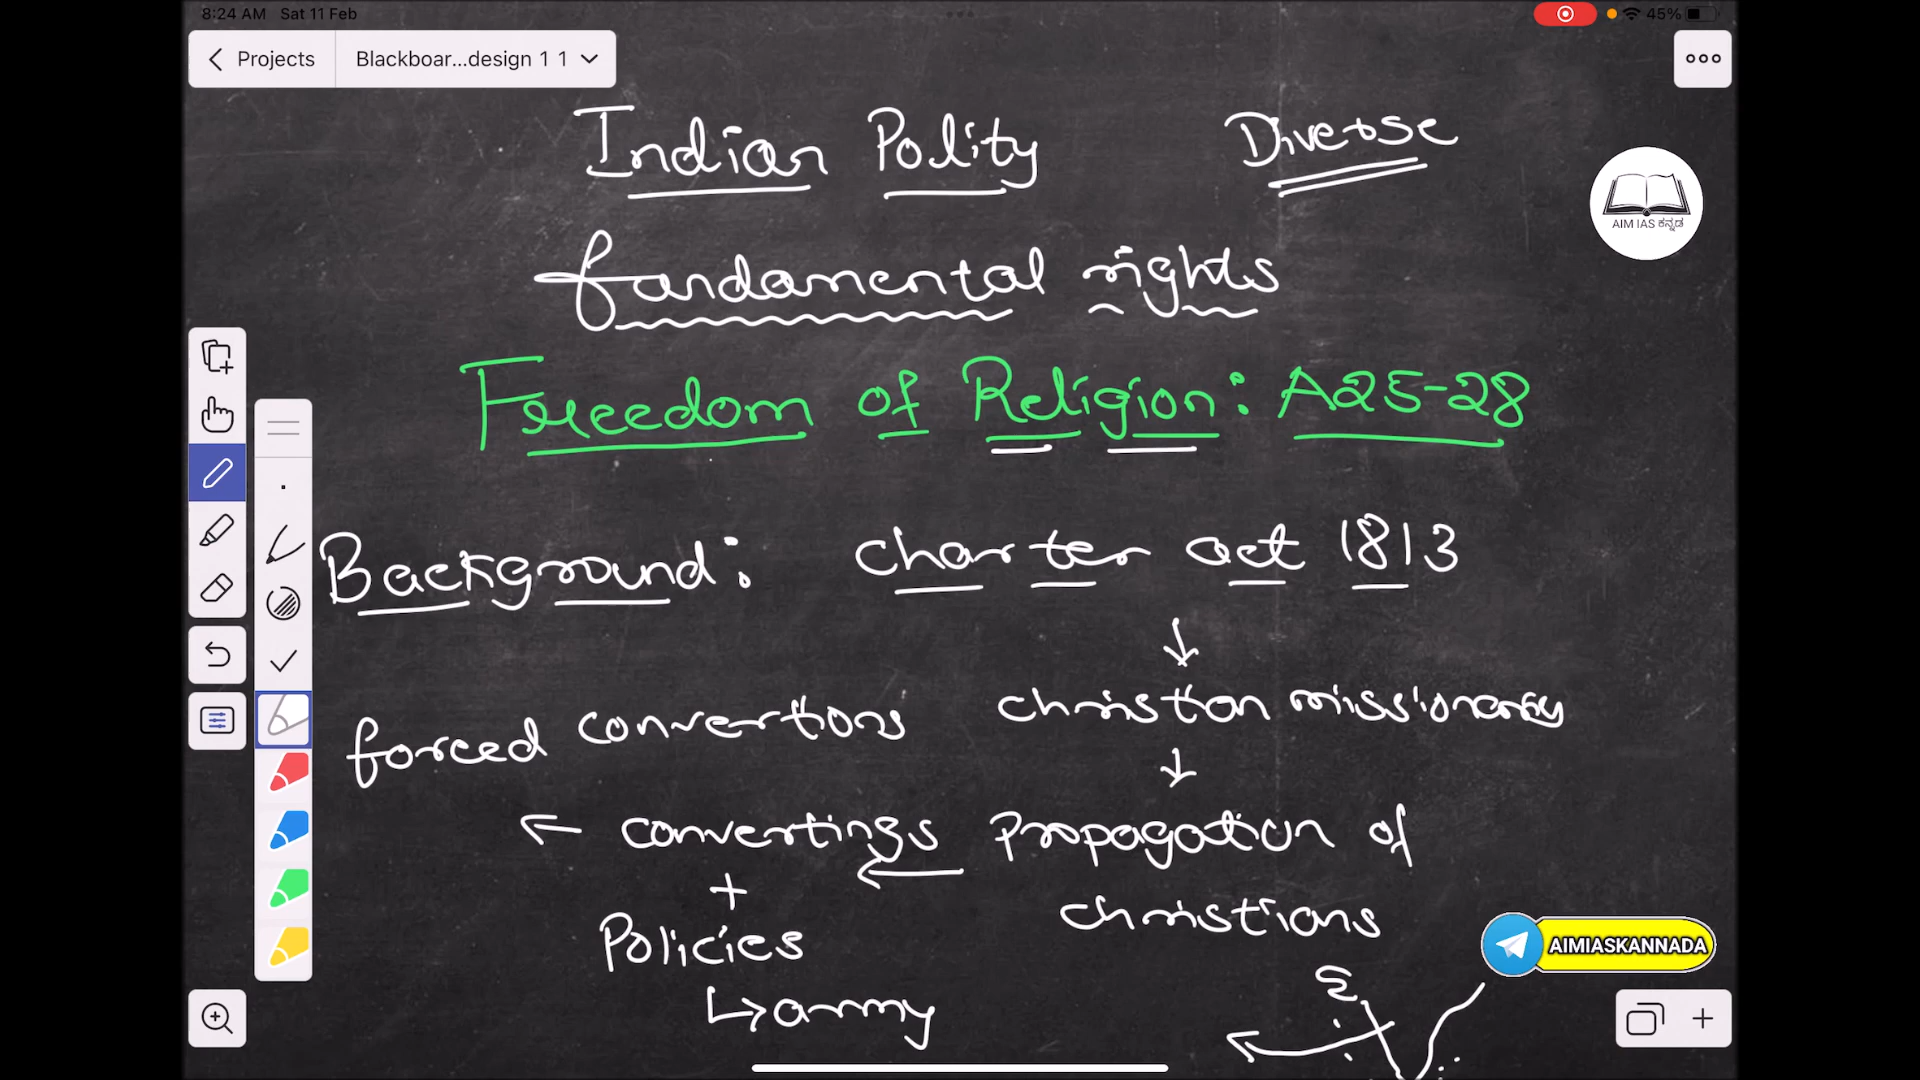 8:24 AM Sat 11 Feb
45%
Projects
Blackboar...design 1 1
Indian Polity
Diverse
AIM IAS ಕನ್ನಡ
fundamental rights
Freedom of Religion: A25-28
Background: charter act 1813
christian missionary
forced convertions
convertings propagation of
+
christians
Policies
army
AIMIASKANNADA